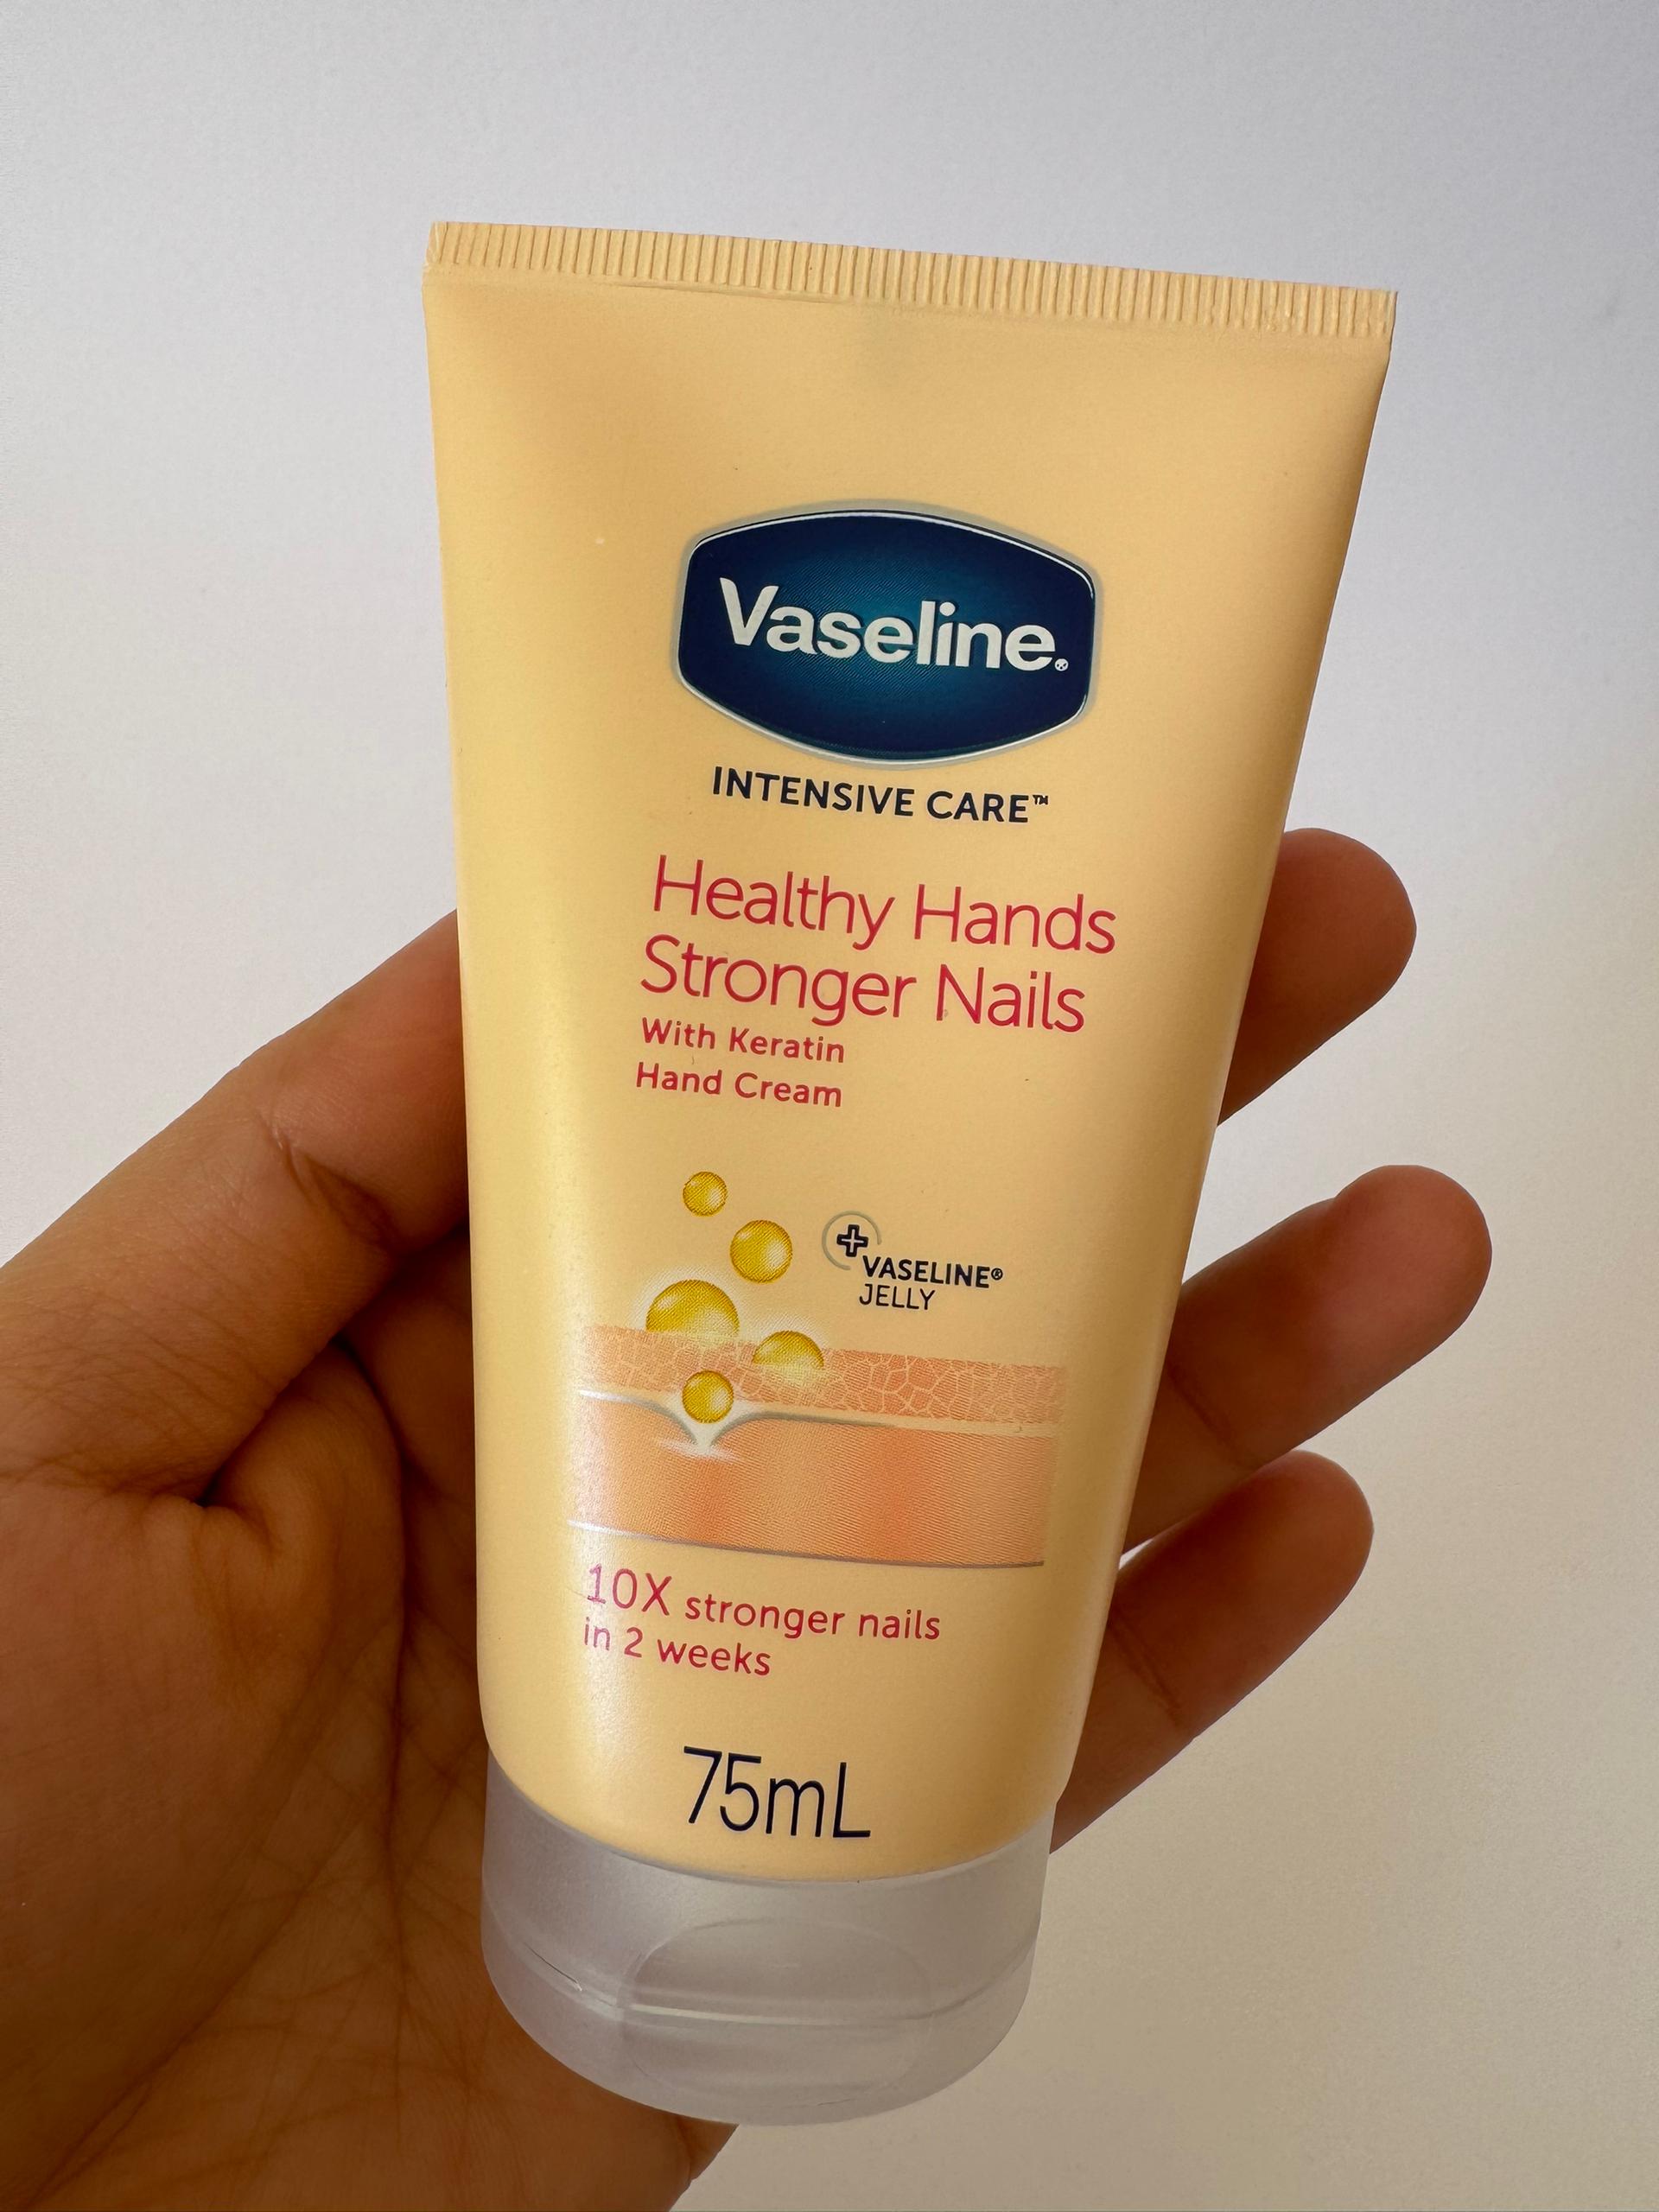 Vaseline®
INTENSIVE CARE™
Healthy Hands
Stronger Nails
With Keratin
Hand Cream
VASELINE®
JELLY
10X stronger nails
in 2 weeks
75mL